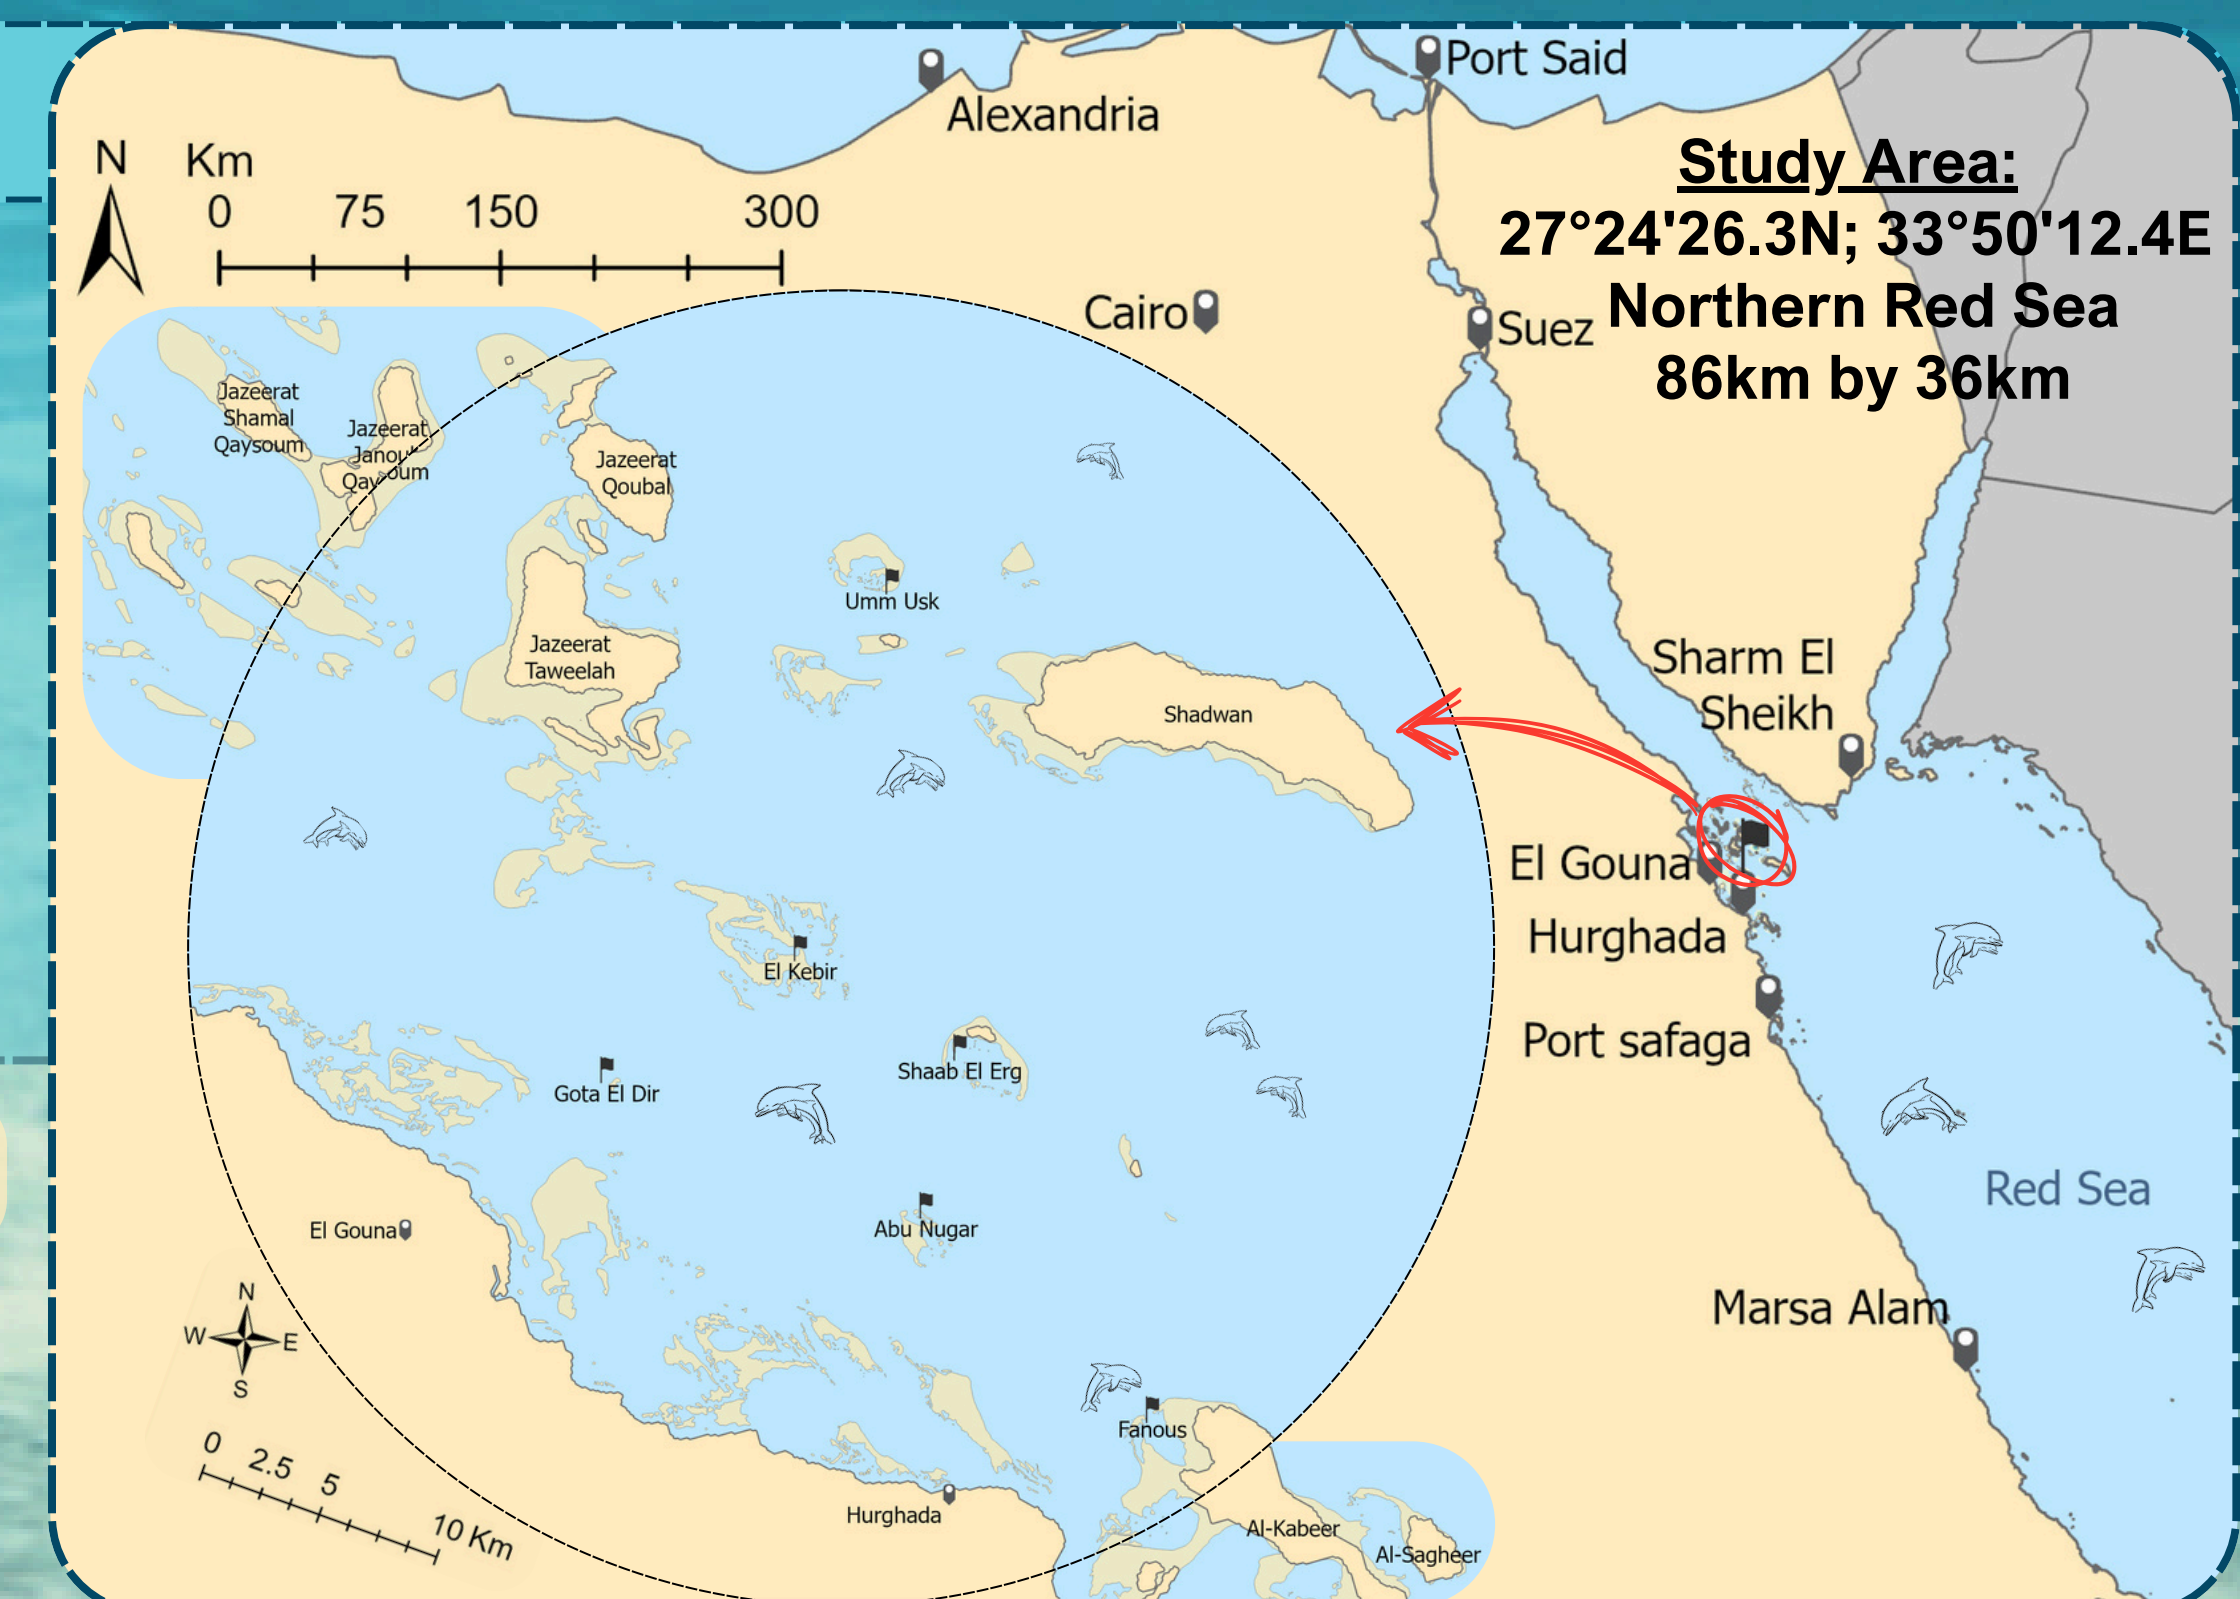 Port Said
Alexandria
N
Km
0 75 150 300
Study Area:
27°24'26.3N; 33°50'12.4E
Northern Red Sea
86km by 36km
Cairo
Suez
Jazeerat
Shamal
Qaysoum
Jazeerat
Janoub
Qaysoum
Jazeerat
Qoubal
Umm Usk
Jazeerat
Taweelah
Shadwan
Sharm El
Sheikh
El Gouna
Hurghada
Port safaga
El Kebir
Shaab El Erg
Gota El Dir
Red Sea
Abu Nugar
El Gouna
Marsa Alam
N
W E
S
0 2.5 5 10 Km
Fanous
Hurghada
Al-Kabeer
Al-Sagheer